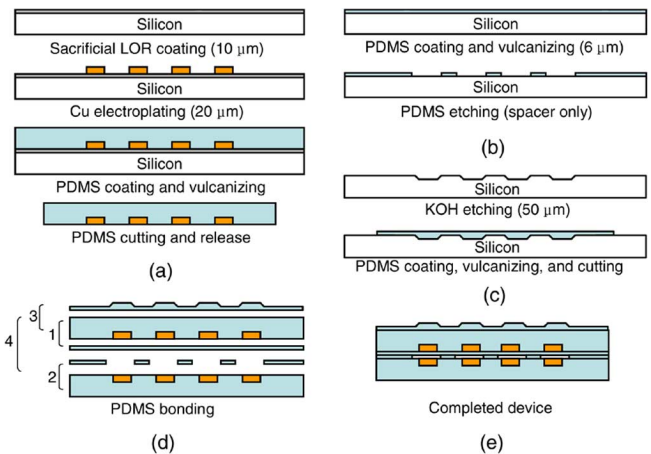 Silicon
Sacrificial LOR coating (10 μm)
Silicon
Cu electroplating (20 μm)
Silicon
PDMS coating and vulcanizing
PDMS cutting and release
(a)
Silicon
PDMS coating and vulcanizing (6 μm)
Silicon
PDMS etching (spacer only)
(b)
Silicon
KOH etching (50 μm)
Silicon
PDMS coating, vulcanizing, and cutting
(c)
3
1
4
2
PDMS bonding
(d)
Completed device
(e)